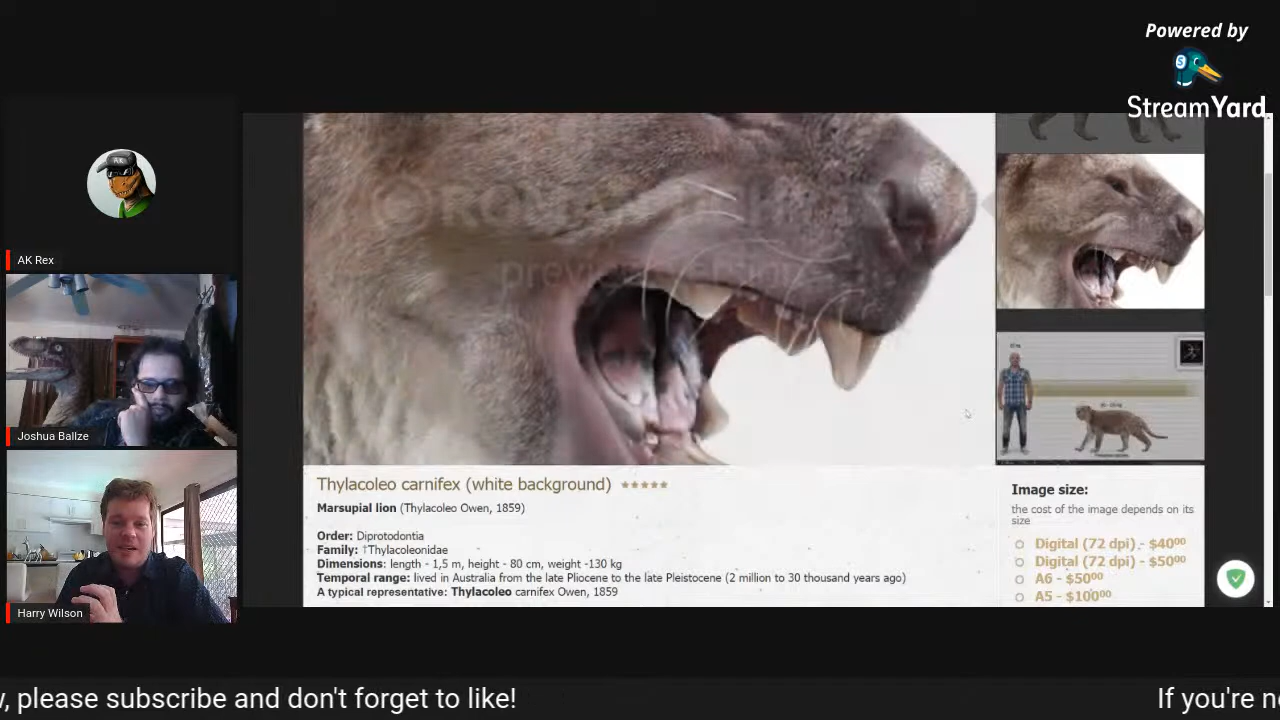 Powered by
StreamYard
AK Rex
Joshua Ballze
Harry Wilson
Thylacoleo carnifex (white background) ★★★★★
Marsupial lion (Thylacoleo Owen, 1859)
Order: Diprotodontia
Family: †Thylacoleonidae
Dimensions: length - 1,5 m, height - 80 cm, weight -130 kg
Temporal range: lived in Australia from the late Pliocene to the late Pleistocene (2 million to 30 thousand years ago)
A typical representative: Thylacoleo carnifex Owen, 1859
Image size:
the cost of the image depends on its
size
Digital (72 dpi) - $40⁰⁰
Digital (72 dpi) - $50⁰⁰
A6 - $50⁰⁰
A5 - $100⁰⁰
, please subscribe and don't forget to like!
If you're